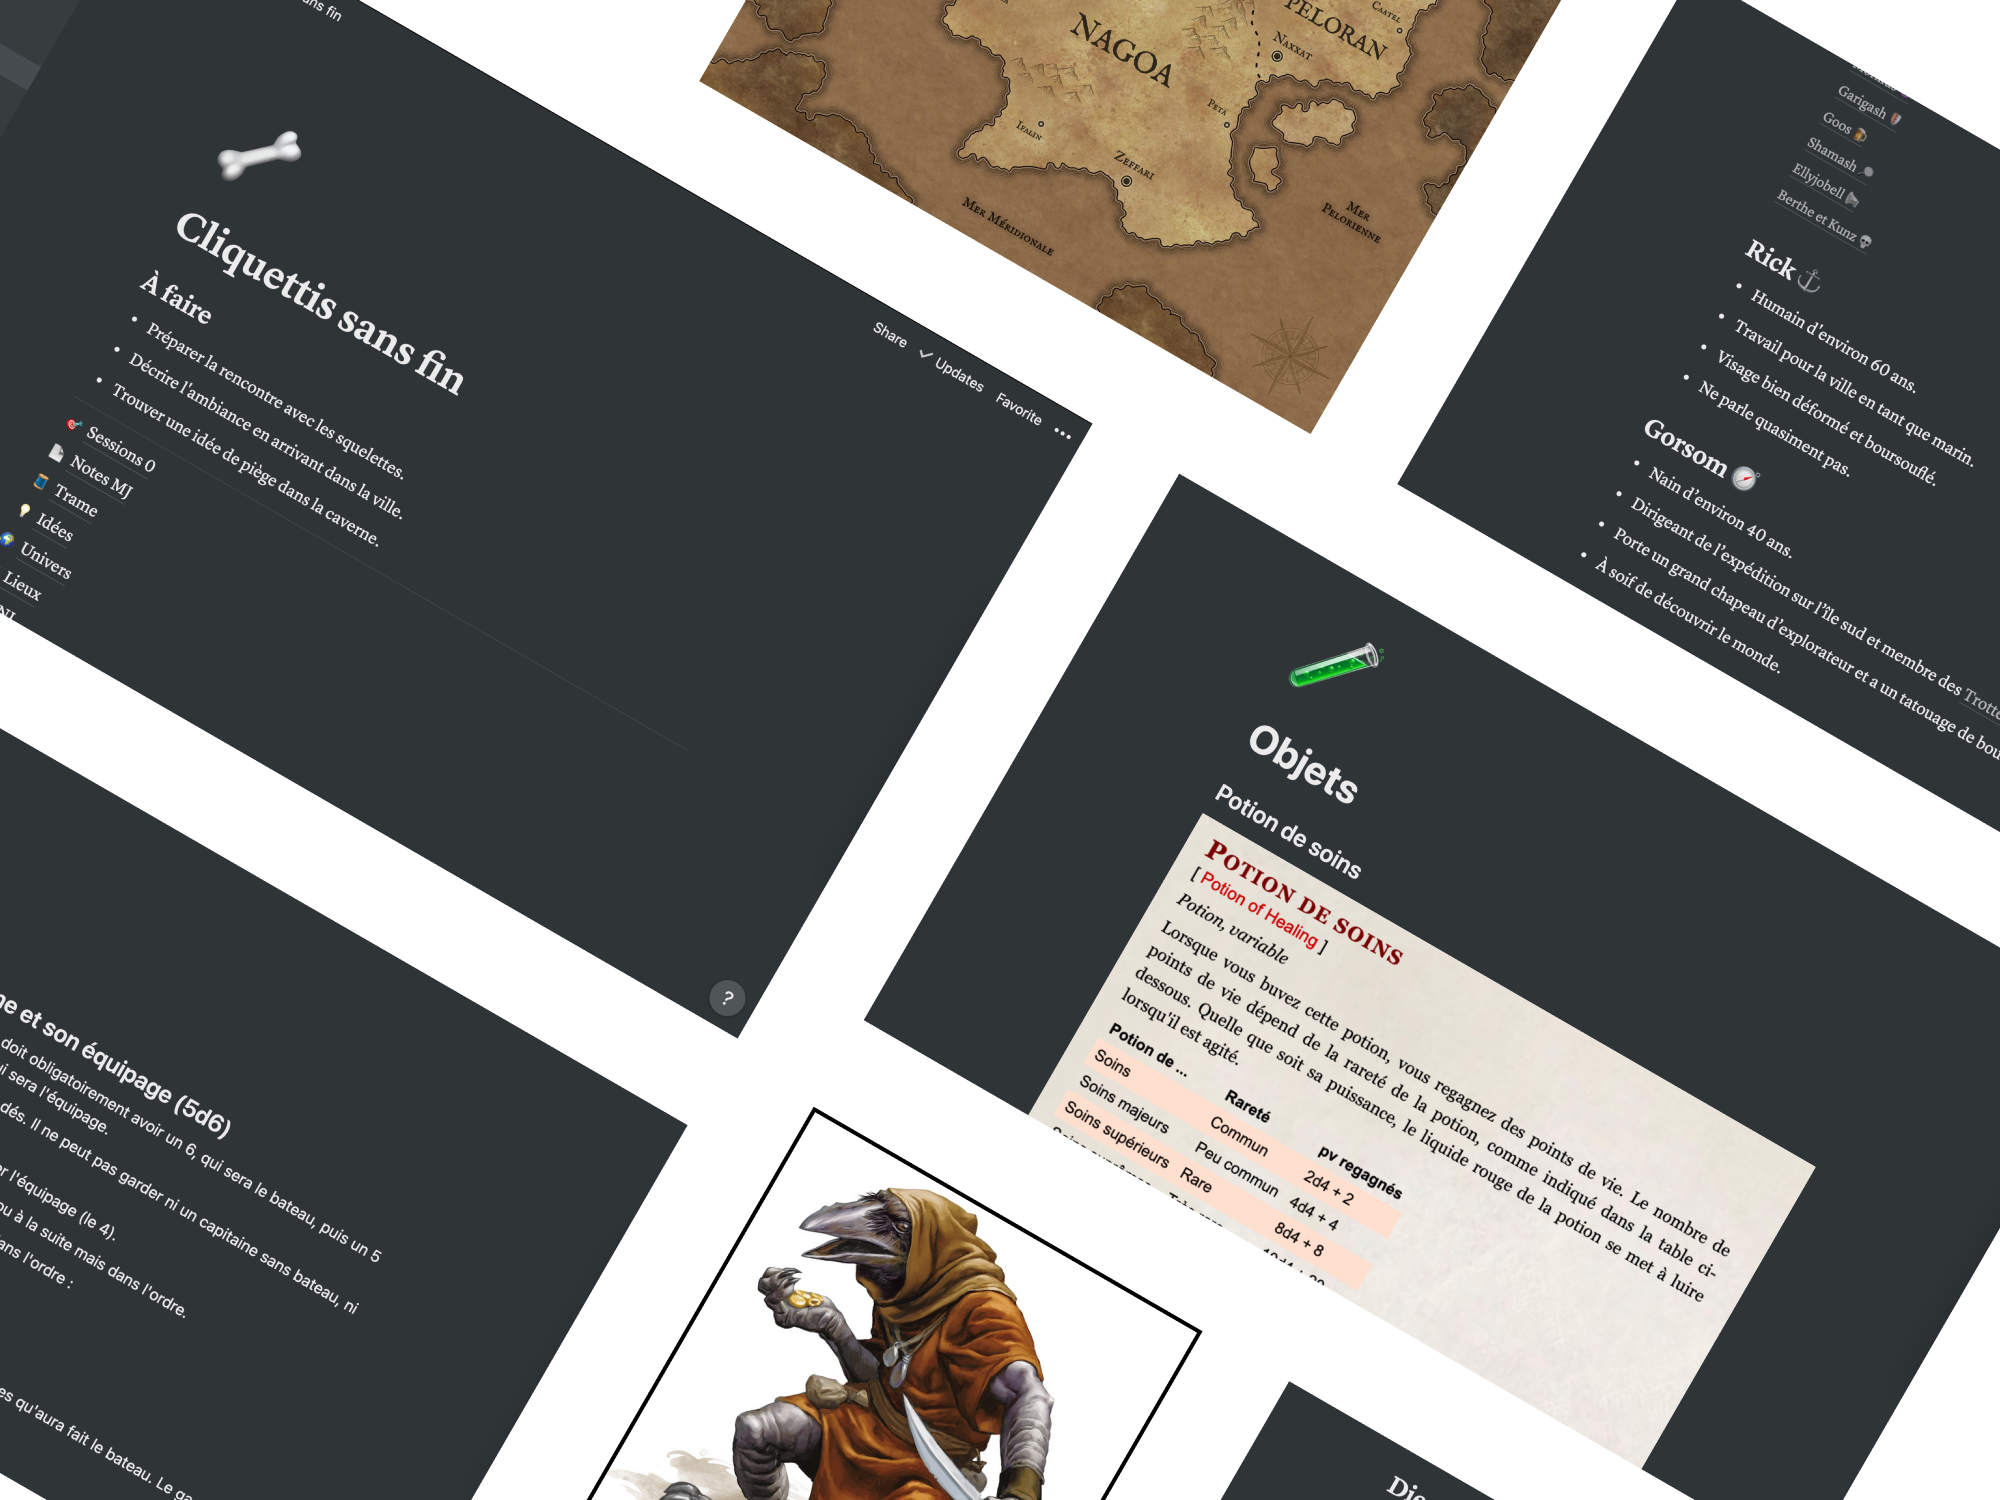 ans fin
Cliquettis sans fin
À faire
Préparer la rencontre avec les squelettes.
Décrire l'ambiance en arrivant dans la ville.
Trouver une idée de piège dans la caverne.
Sessions 0
Notes MJ
Trame
Idées
Univers
Lieux
Share
Updates
Favorite
?
NAGOA
PELORAN
CAATEL
NAXXAT
PETA
IFALIN
ZEFFARI
MER MÉRIDIONALE
MER
PELORIENNE
Garigash
Goos
Shamash
Ellyjobell
Berthe et Kunz
Rick
Humain d'environ 60 ans.
Travail pour la ville en tant que marin.
Visage bien déformé et boursouflé.
Ne parle quasiment pas.
Gorsom
Nain d'environ 40 ans.
Dirigeant de l'expédition sur l'île sud et membre des Trotte
Porte un grand chapeau d'explorateur et a un tatouage de bou
À soif de découvrir le monde.
Objets
Potion de soins
POTION DE SOINS
[ Potion of Healing ]
Potion, variable
Lorsque vous buvez cette potion, vous regagnez des points de vie. Le nombre de
points de vie dépend de la rareté de la potion, comme indiqué dans la table ci-
dessous. Quelle que soit sa puissance, le liquide rouge de la potion se met à luire
lorsqu'il est agité.
Potion de ... Rareté pv regagnés
Soins Commun 2d4 + 2
Soins majeurs Peu commun 4d4 + 4
Soins supérieurs Rare 8d4 + 8
ne et son équipage (5d6)
doit obligatoirement avoir un 6, qui sera le bateau, puis un 5
i sera l'équipage.
dés. Il ne peut pas garder ni un capitaine sans bateau, ni
er l'équipage (le 4).
ou à la suite mais dans l'ordre.
ans l'ordre :
es qu'aura fait le bateau. Le ga